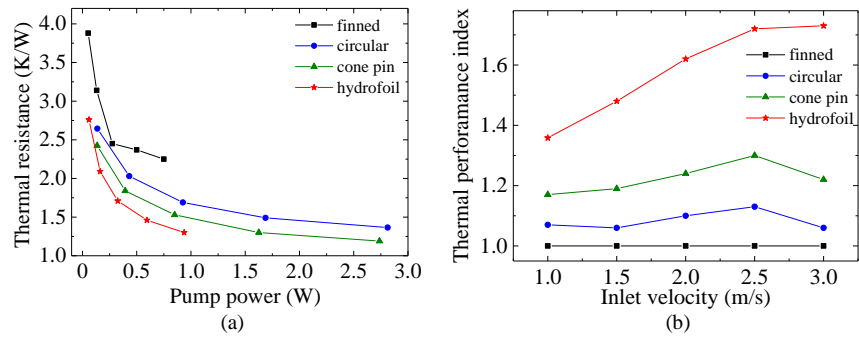 4.0
3.5
3.0
2.5
2.0
1.5
1.0
Thermal resistance (K/W)
finned
circular
cone pin
hydrofoil
0 0.5 1.0 1.5 2.0 2.5 3.0
Pump power (W)
(a)
1.6
1.4
1.2
1.0
Thermal perforamance index
finned
circular
cone pin
hydrofoil
1.0 1.5 2.0 2.5 3.0
Inlet velocity (m/s)
(b)